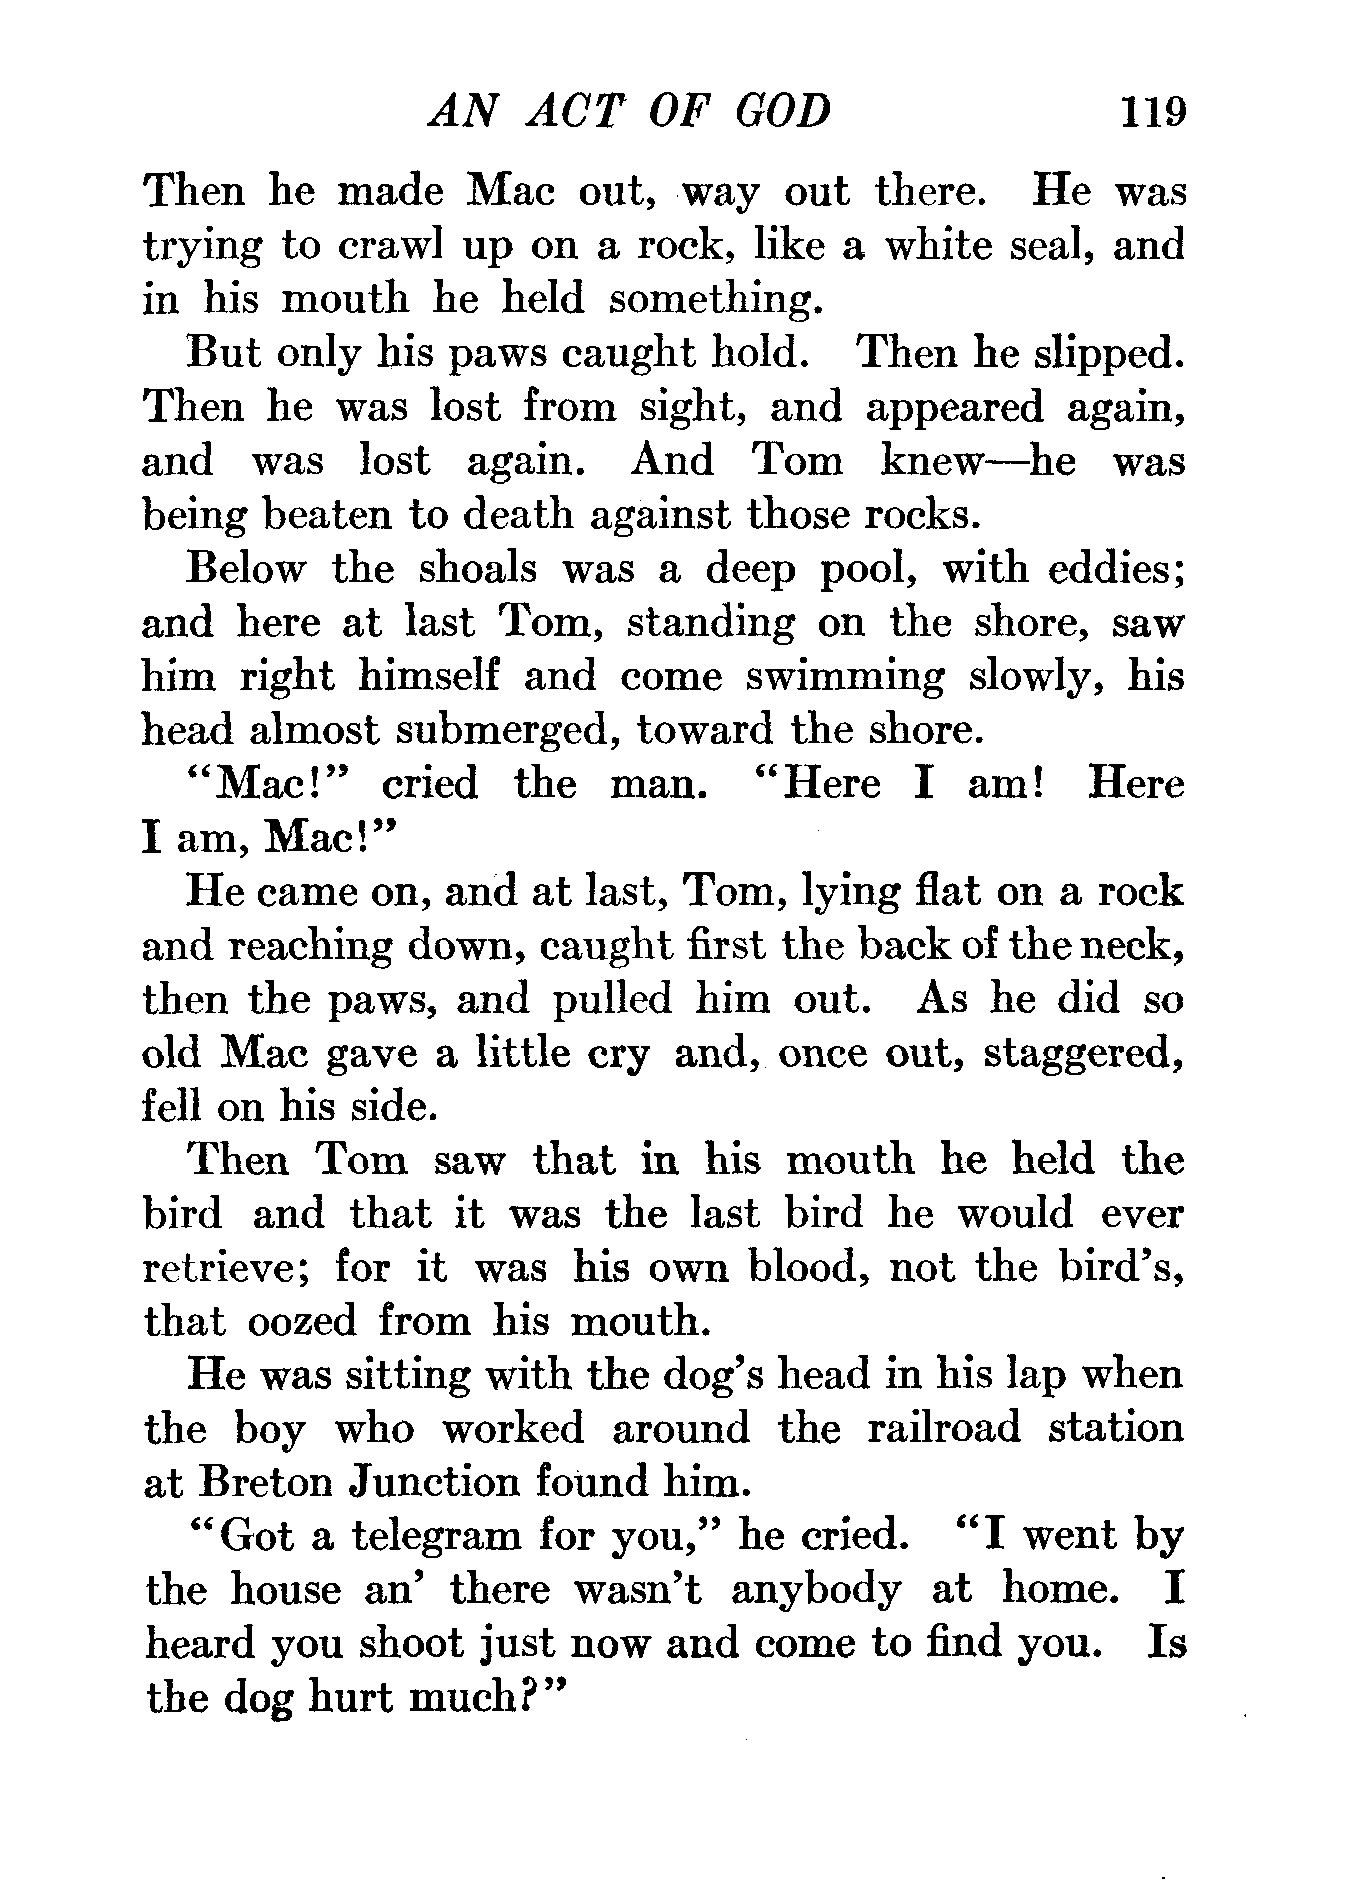 AN ACT OF GOD 119
Then he made Mac out, way out there. He was
trying to crawl up on a rock, like a white seal, and
in his mouth he held something.
But only his paws caught hold. Then he slipped.
Then he was lost from sight, and appeared again,
and was lost again. And Tom knew—he was
being beaten to death against those rocks.
Below the shoals was a deep pool, with eddies;
and here at last Tom, standing on the shore, saw
him right himself and come swimming slowly, his
head almost submerged, toward the shore.
“Mac!” cried the man. “Here I am! Here
I am, Mac!”
He came on, and at last, Tom, lying flat on a rock
and reaching down, caught first the back of the neck,
then the paws, and pulled him out. As he did so
old Mac gave a little cry and, once out, staggered,
fell on his side.
Then Tom saw that in his mouth he held the
bird and that it was the last bird he would ever
retrieve; for it was his own blood, not the bird’s,
that oozed from his mouth.
He was sitting with the dog’s head in his lap when
the boy who worked around the railroad station
at Breton Junction found him.
“Got a telegram for you,” he cried. “I went by
the house an’ there wasn’t anybody at home. I
heard you shoot just now and come to find you. Is
the dog hurt much?”